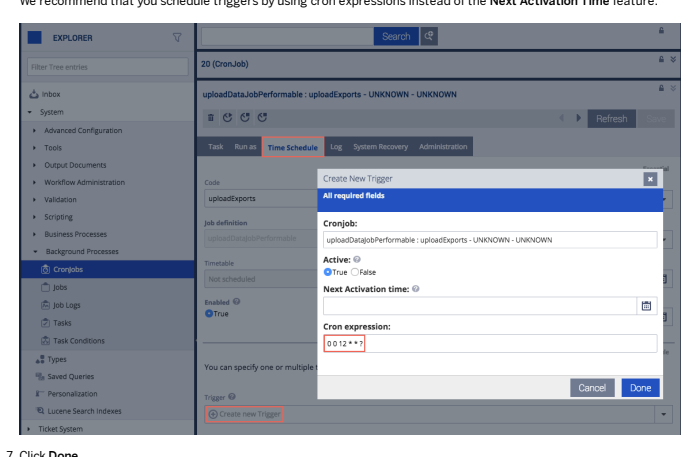 We recommend that you schedule triggers by using cron expressions instead of the Next Activation Time feature.
EXPLORER
Search
Filter Tree entries
20 (CronJob)
Inbox
System
Advanced Configuration
Tools
Output Documents
Workflow Administration
Validation
Scripting
Business Processes
Background Processes
CronJobs
Jobs
Job Logs
Tasks
Task Conditions
Types
Saved Queries
Personalization
Lucene Search Indexes
Ticket System
uploadDataJobPerformable : uploadExports - UNKNOWN - UNKNOWN
Refresh
Save
Task Run as Time Schedule Log System Recovery Administration
Code
uploadExports
Job definition
uploadDataJobPerformable
Timetable
Not scheduled
Enabled
True
You can specify one or multiple t
Trigger
Create new Trigger
Create New Trigger
All required fields
Cronjob:
uploadDataJobPerformable : uploadExports - UNKNOWN - UNKNOWN
Active:
True False
Next Activation time:
Cron expression:
0 0 12 * * ?
Cancel Done
7. Click Done